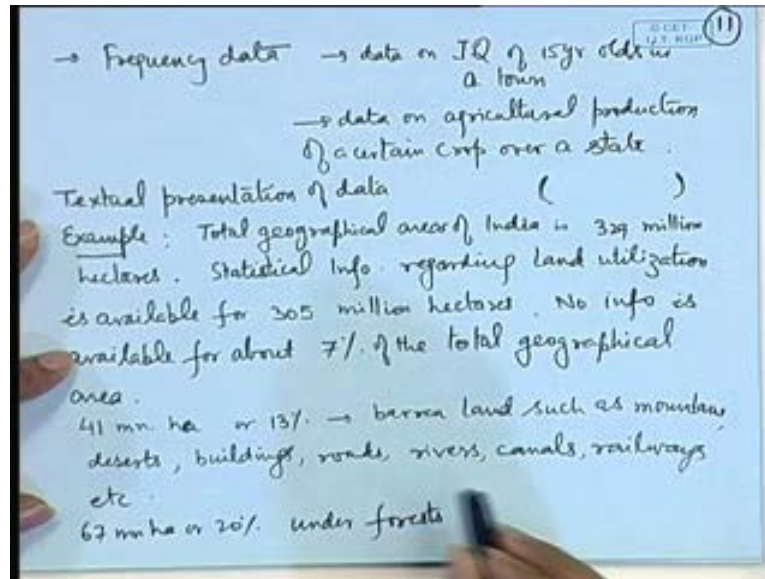 © CET
I.I.T. KGP
11
→ Frequency data → data on IQ of 15yr olds in
a town
→ data on agricultural production
of a certain crop over a state.
Textual presentation of data ( )
Example : Total geographical area of India is 329 million
hectares. Statistical Info. regarding Land utilization
is available for 305 million hectares. No info is
available for about 7% of the total geographical
area.
41 mn ha or 13% → barren land such as mountains,
deserts, buildings, roads, rivers, canals, railways
etc.
67 mn ha or 20% under forests